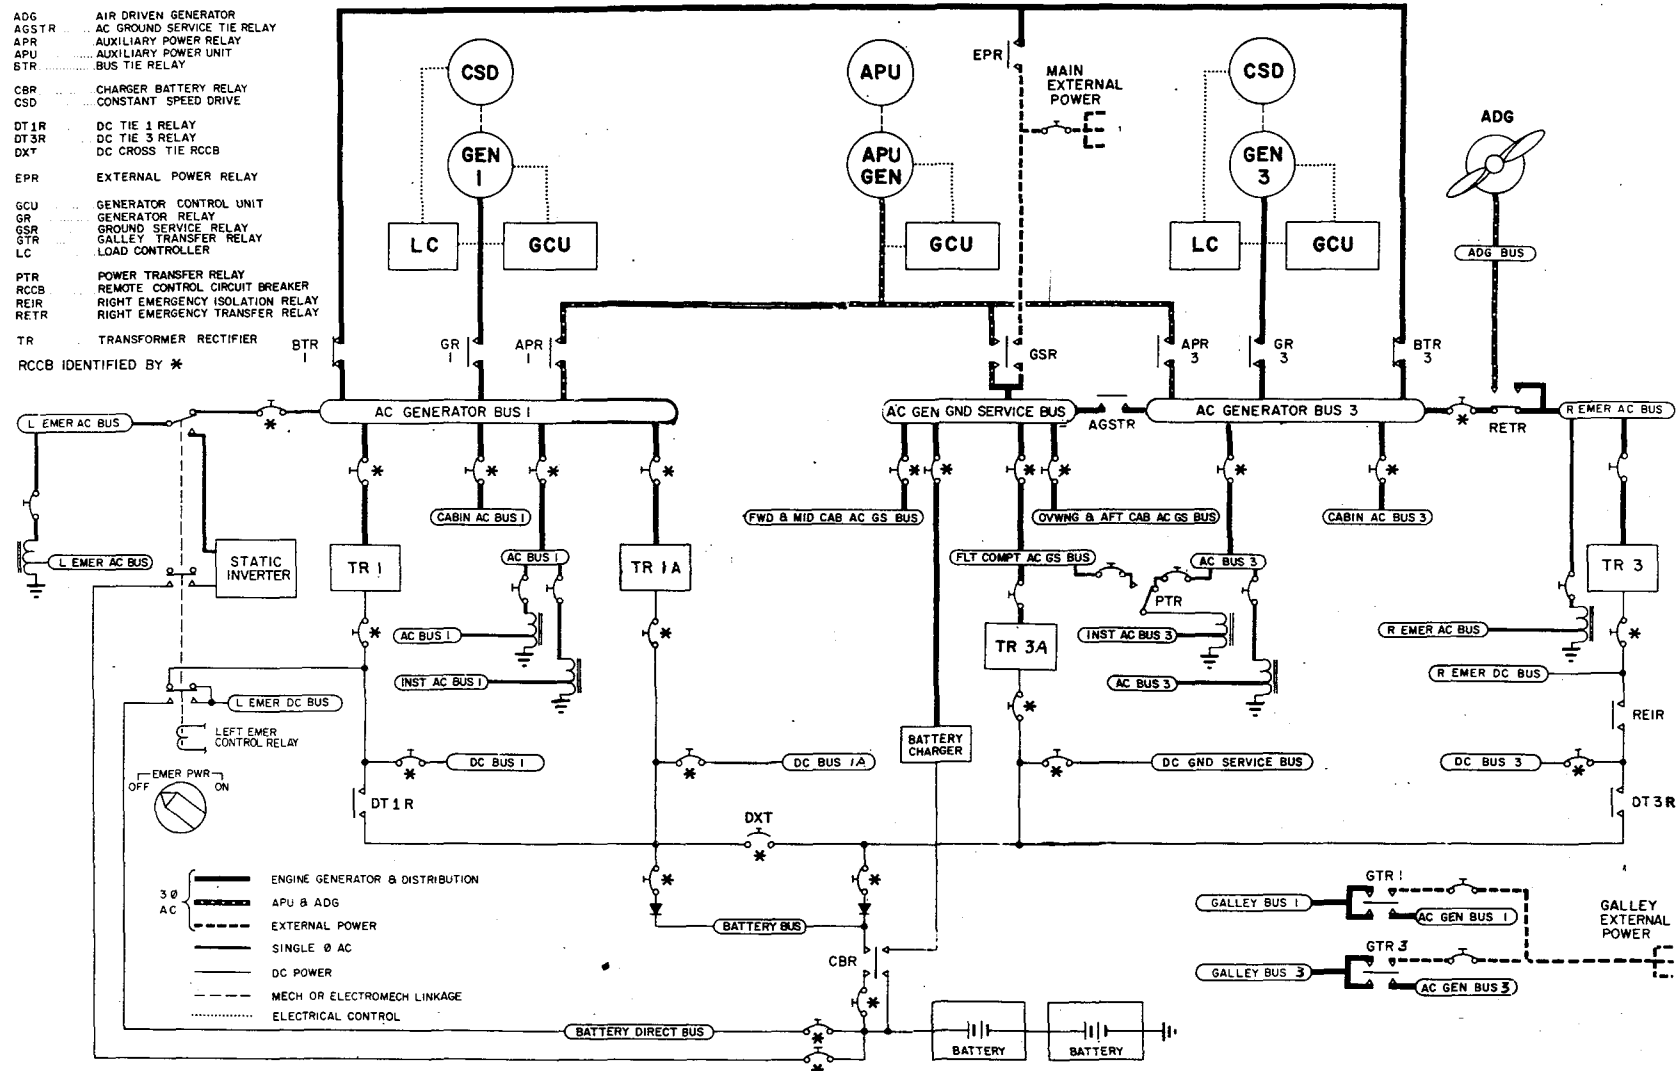 ADG AIR DRIVEN GENERATOR
AGSTR AC GROUND SERVICE TIE RELAY
APR AUXILIARY POWER RELAY
APU AUXILIARY POWER UNIT
BTR BUS TIE RELAY
CBR CHARGER BATTERY RELAY
CSD CONSTANT SPEED DRIVE
DT1R DC TIE 1 RELAY
DT3R DC TIE 3 RELAY
DXT DC CROSS TIE RCCB
EPR EXTERNAL POWER RELAY
GCU GENERATOR CONTROL UNIT
GR GENERATOR RELAY
GSR GROUND SERVICE RELAY
GTR GALLEY TRANSFER RELAY
LC LOAD CONTROLLER
PTR POWER TRANSFER RELAY
RCCB REMOTE CONTROL CIRCUIT BREAKER
REIR RIGHT EMERGENCY ISOLATION RELAY
RETR RIGHT EMERGENCY TRANSFER RELAY
TR TRANSFORMER RECTIFIER
RCCB IDENTIFIED BY *
CSD
APU
EPR
MAIN
EXTERNAL
POWER
CSD
ADG
GEN
1
APU
GEN
GEN
3
LC
GCU
GCU
LC
GCU
ADG BUS
BTR
1
GR
1
APR
1
GSR
APR
3
GR
3
BTR
3
L EMER AC BUS
*
AC GENERATOR BUS 1
AC GEN GND SERVICE BUS
AGSTR
AC GENERATOR BUS 3
*
RETR
R EMER AC BUS
* * * * * * * * * *
CABIN AC BUS 1
FWD & MID CAB AC GS BUS
OVWNG & AFT CAB AC GS BUS
CABIN AC BUS 3
L EMER AC BUS
STATIC
INVERTER
TR 1
AC BUS 1
TR 1A
FLT COMPT AC GS BUS
AC BUS 3
TR 3
PTR
*
AC BUS 1
*
TR 3A
INST AC BUS 3
R EMER AC BUS
*
INST AC BUS 1
AC BUS 3
R EMER DC BUS
L EMER DC BUS
*
REIR
LEFT EMER
CONTROL RELAY
BATTERY
CHARGER
DC BUS 1
*
DC BUS 1A
*
DC GND SERVICE BUS
*
DC BUS 3
*
EMER PWR
OFF ON
DT1R
DT3R
DXT
*
3Ø
AC
ENGINE GENERATOR & DISTRIBUTION
APU & ADG
EXTERNAL POWER
SINGLE Ø AC
DC POWER
MECH OR ELECTROMECH LINKAGE
ELECTRICAL CONTROL
* *
BATTERY BUS
CBR
*
BATTERY DIRECT BUS
*
*
BATTERY
BATTERY
GTR 1
GALLEY BUS 1
AC GEN BUS 1
GTR 3
GALLEY BUS 3
AC GEN BUS 3
GALLEY
EXTERNAL
POWER